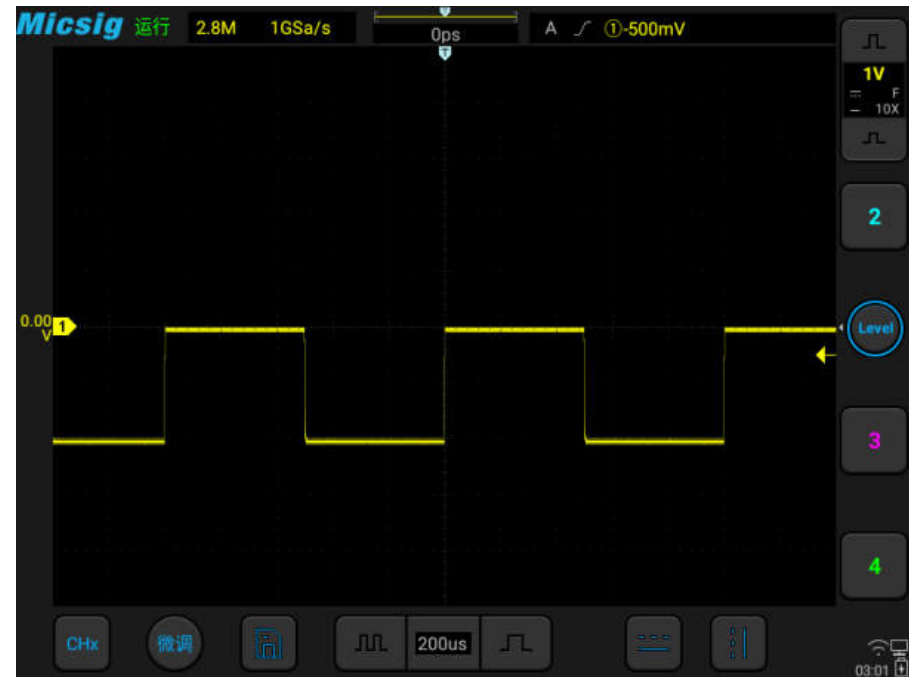 Micsig 运行 2.8M 1GSa/s 0ps A ①-500mV
T
T
1V
F
10X
2
0.00
V
1
Level
3
4
CHx 微调 200us
03:01